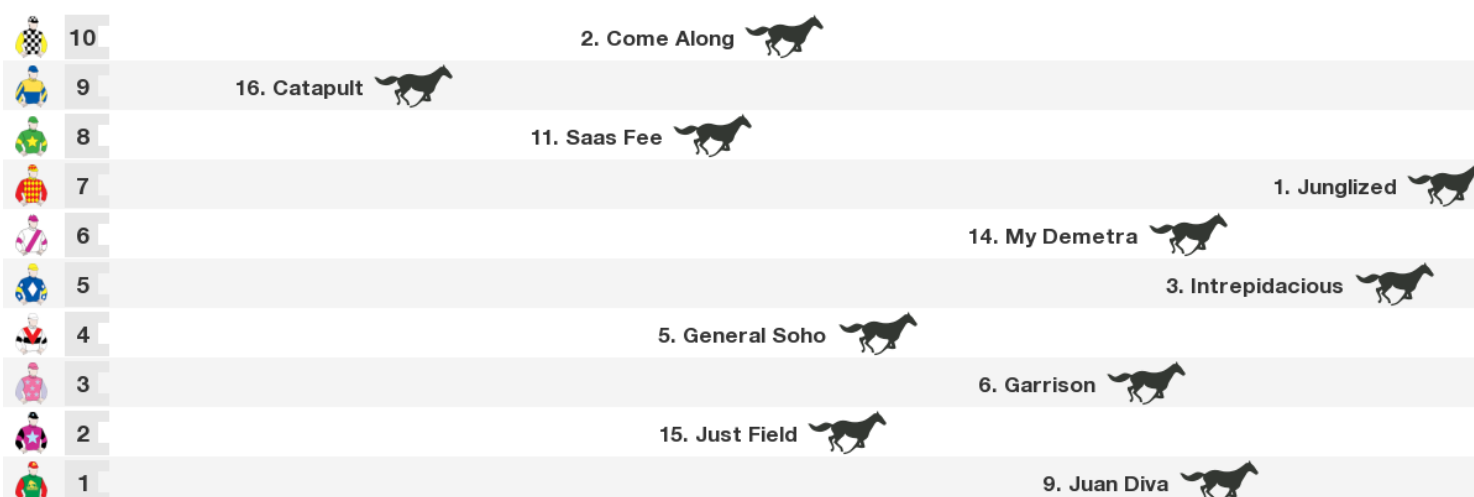 10 2. Come Along
9 16. Catapult
8 11. Saas Fee
7 1. Junglized
6 14. My Demetra
5 3. Intrepidacious
4 5. General Soho
3 6. Garrison
2 15. Just Field
1 9. Juan Diva